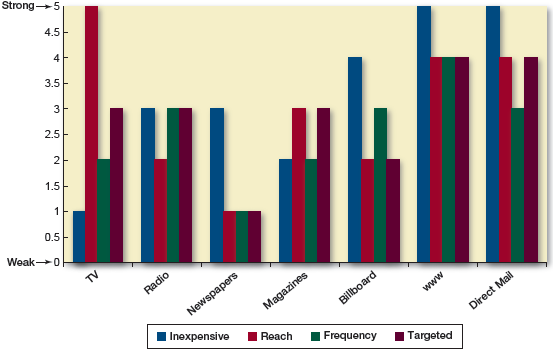 Strong
5
4.5
4
3.5
3
2.5
2
1.5
1
0.5
Weak
0
TV
Radio
Newspapers
Magazines
Billboard
www
Direct Mail
Inexpensive Reach Frequency Targeted